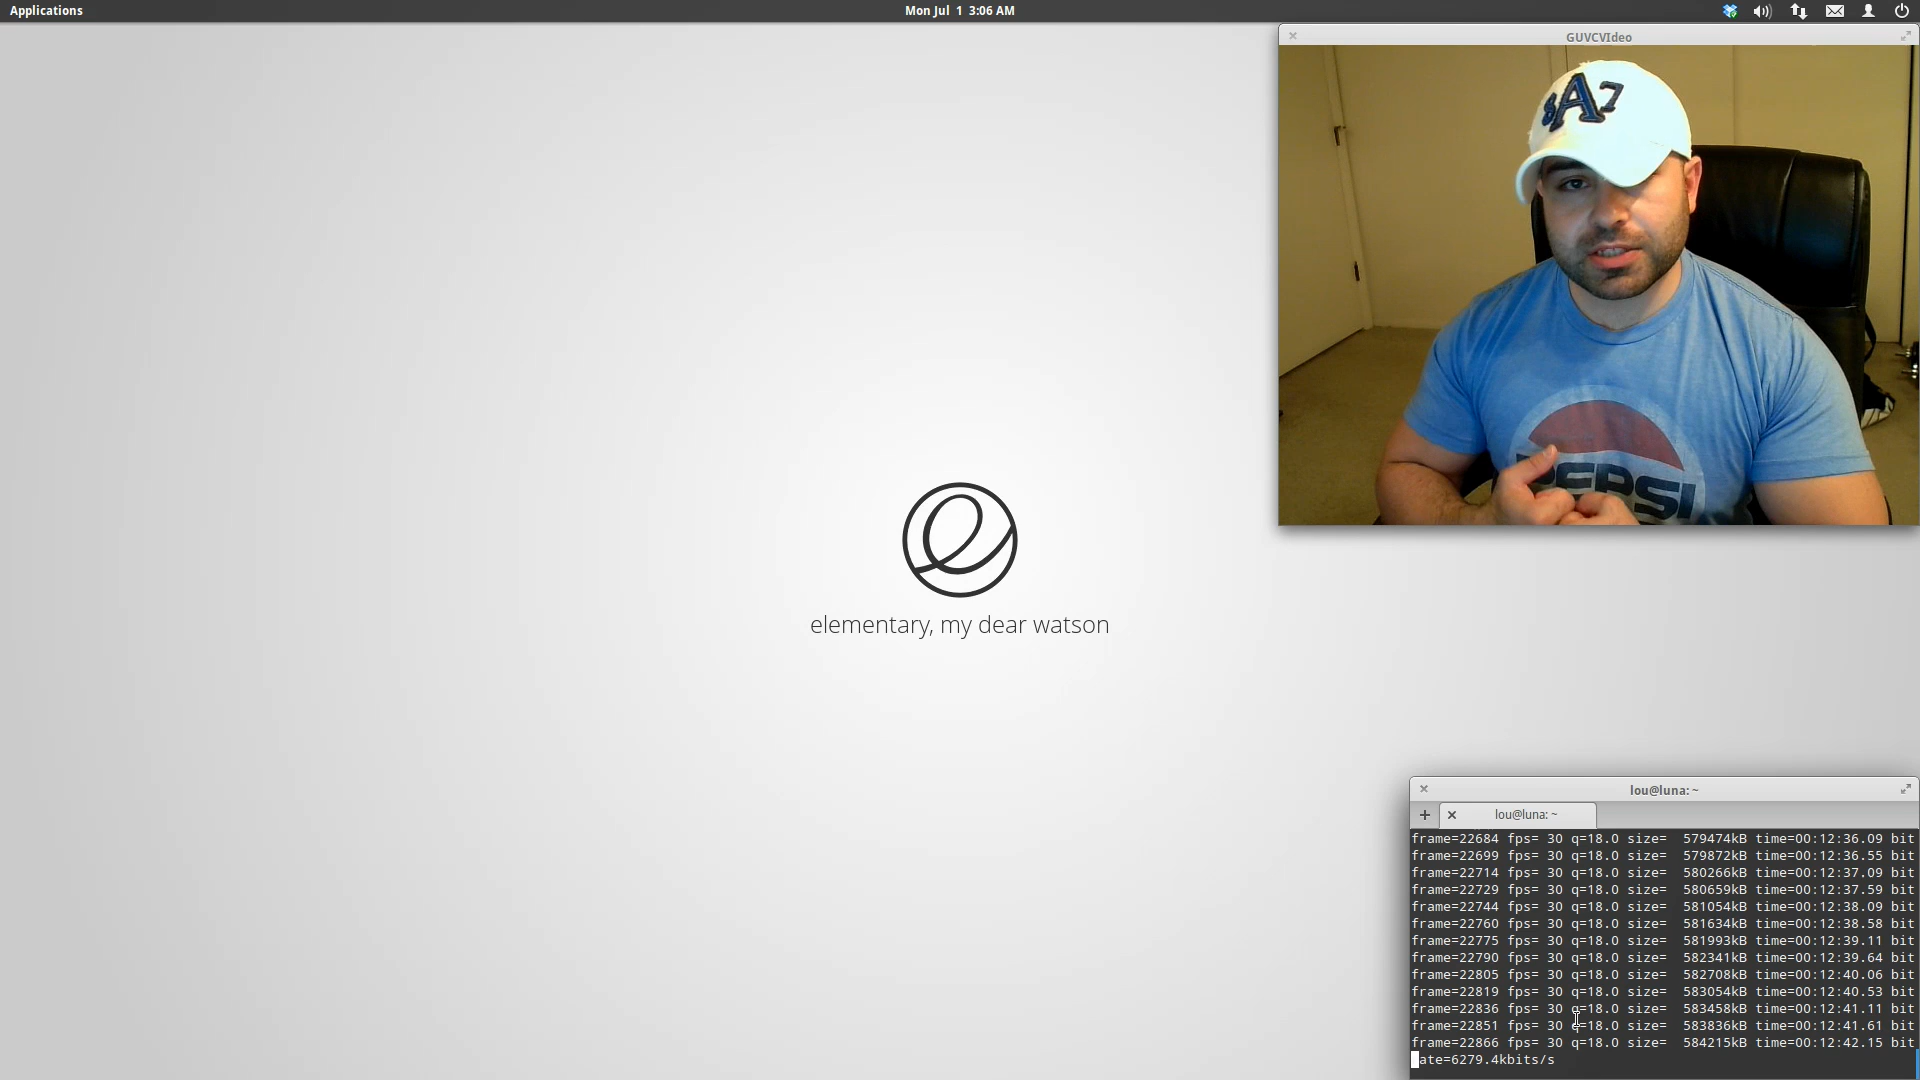 Applications
Mon Jul 1 3:06 AM
GUVCVIdeo
8A7
PEPSI
elementary, my dear watson
lou@luna: ~
lou@luna: ~
frame=22684 fps= 30 q=18.0 size=  579474kB time=00:12:36.09 bit
frame=22699 fps= 30 q=18.0 size=  579872kB time=00:12:36.55 bit
frame=22714 fps= 30 q=18.0 size=  580266kB time=00:12:37.09 bit
frame=22729 fps= 30 q=18.0 size=  580659kB time=00:12:37.59 bit
frame=22744 fps= 30 q=18.0 size=  581054kB time=00:12:38.09 bit
frame=22760 fps= 30 q=18.0 size=  581634kB time=00:12:38.58 bit
frame=22775 fps= 30 q=18.0 size=  581993kB time=00:12:39.11 bit
frame=22790 fps= 30 q=18.0 size=  582341kB time=00:12:39.64 bit
frame=22805 fps= 30 q=18.0 size=  582708kB time=00:12:40.06 bit
frame=22819 fps= 30 q=18.0 size=  583054kB time=00:12:40.53 bit
frame=22836 fps= 30 q=18.0 size=  583458kB time=00:12:41.11 bit
frame=22851 fps= 30 q=18.0 size=  583836kB time=00:12:41.61 bit
frame=22866 fps= 30 q=18.0 size=  584215kB time=00:12:42.15 bit
ate=6279.4kbits/s